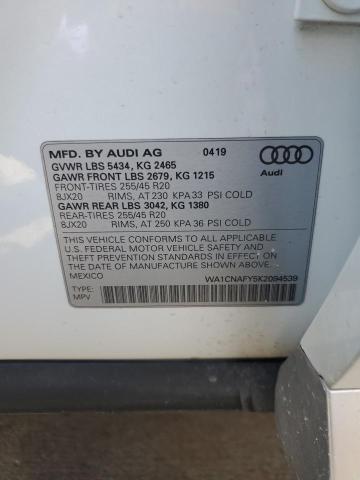 MFD. BY AUDI AG 0419
GVWR LBS 5434, KG 2465
GAWR FRONT LBS 2679, KG 1215
FRONT-TIRES 255/45 R20
8JX20 RIMS, AT 230 KPA 33 PSI COLD
GAWR REAR LBS 3042, KG 1380
REAR-TIRES 255/45 R20
8JX20 RIMS, AT 250 KPA 36 PSI COLD
Audi
THIS VEHICLE CONFORMS TO ALL APPLICABLE
U.S. FEDERAL MOTOR VEHICLE SAFETY AND
THEFT PREVENTION STANDARDS IN EFFECT ON
THE DATE OF MANUFACTURE SHOWN ABOVE.
MEXICO
WA1CNAFY5K2094539
TYPE:
MPV